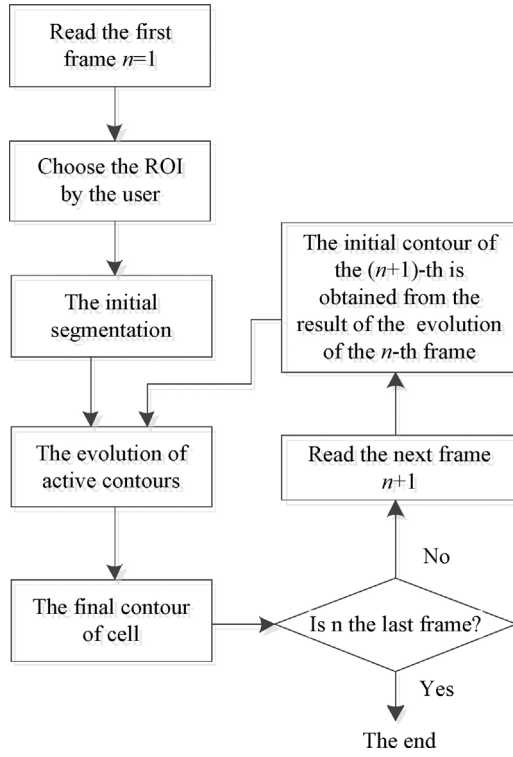 Read the first
frame n=1
Choose the ROI
by the user
The initial
segmentation
The evolution of
active contours
The final contour
of cell
The initial contour of
the (n+1)-th is
obtained from the
result of the evolution
of the n-th frame
Read the next frame
n+1
No
Is n the last frame?
Yes
The end